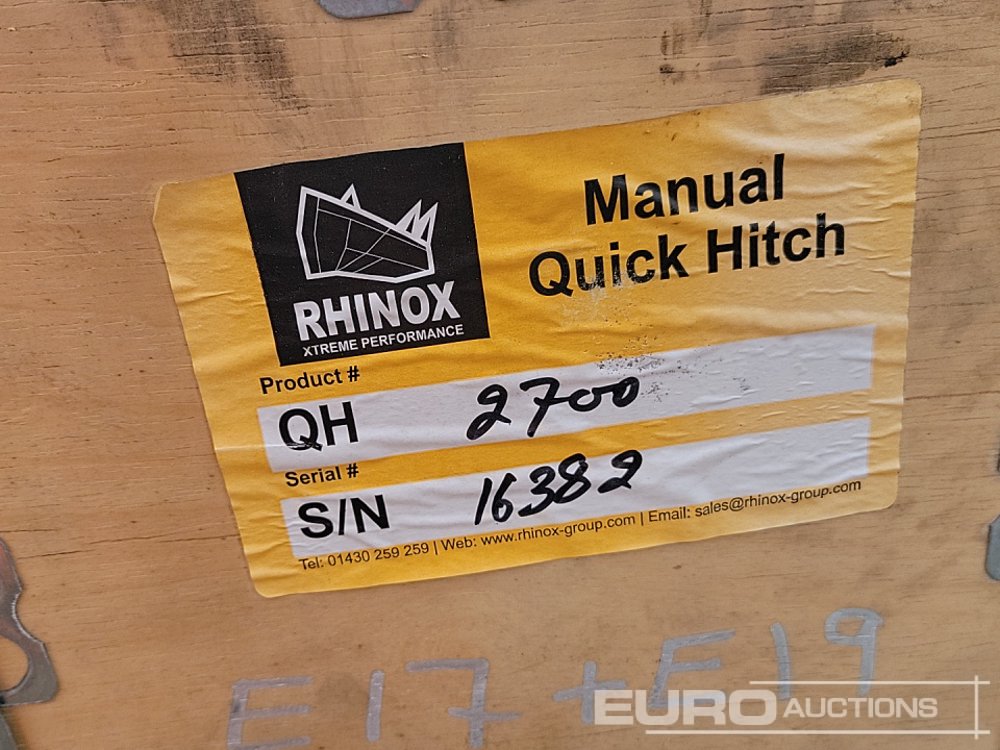 RHINOX
XTREME PERFORMANCE
Manual
Quick Hitch
Product #
QH 2700
Serial #
S/N 16382
Tel: 01430 259 259 | Web: www.rhinox-group.com | Email: sales@rhinox-group.com
E17 + E19
EURO AUCTIONS